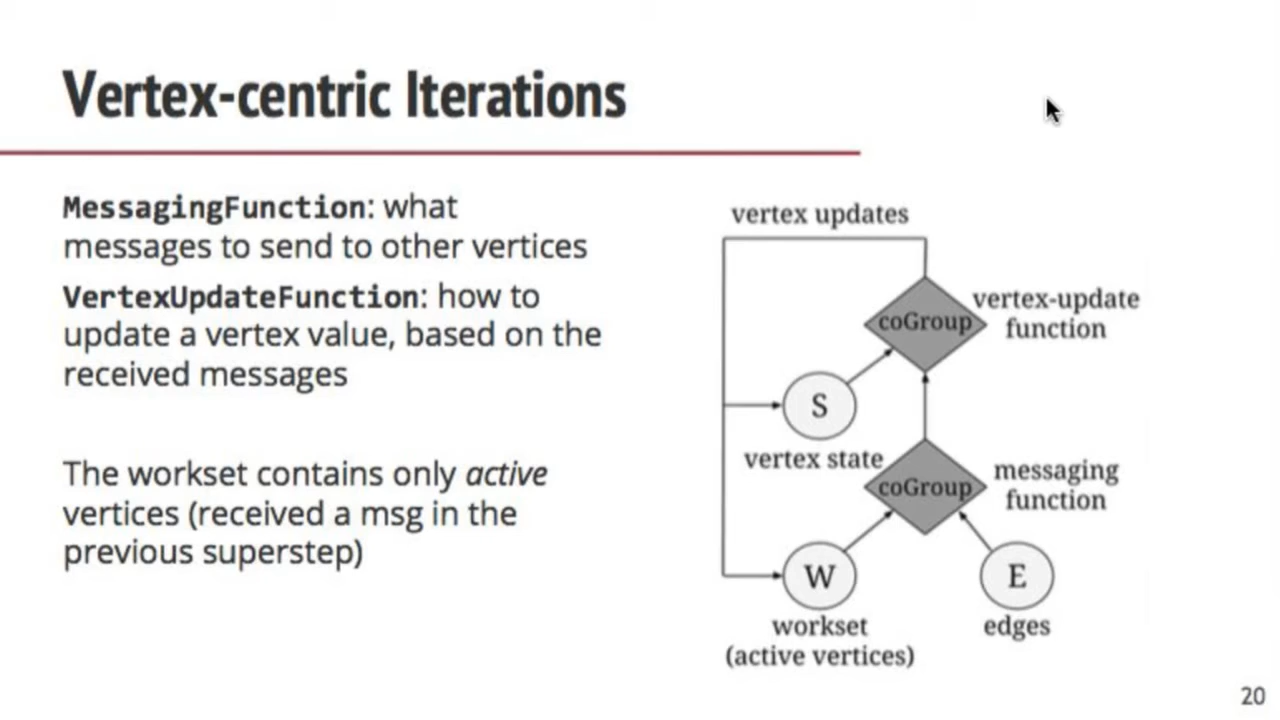 Vertex-centric Iterations
MessagingFunction: what
messages to send to other vertices
VertexUpdateFunction: how to
update a vertex value, based on the
received messages
The workset contains only active
vertices (received a msg in the
previous superstep)
vertex updates
coGroup
vertex-update
function
S
vertex state
coGroup
messaging
function
W
E
workset
(active vertices)
edges
20